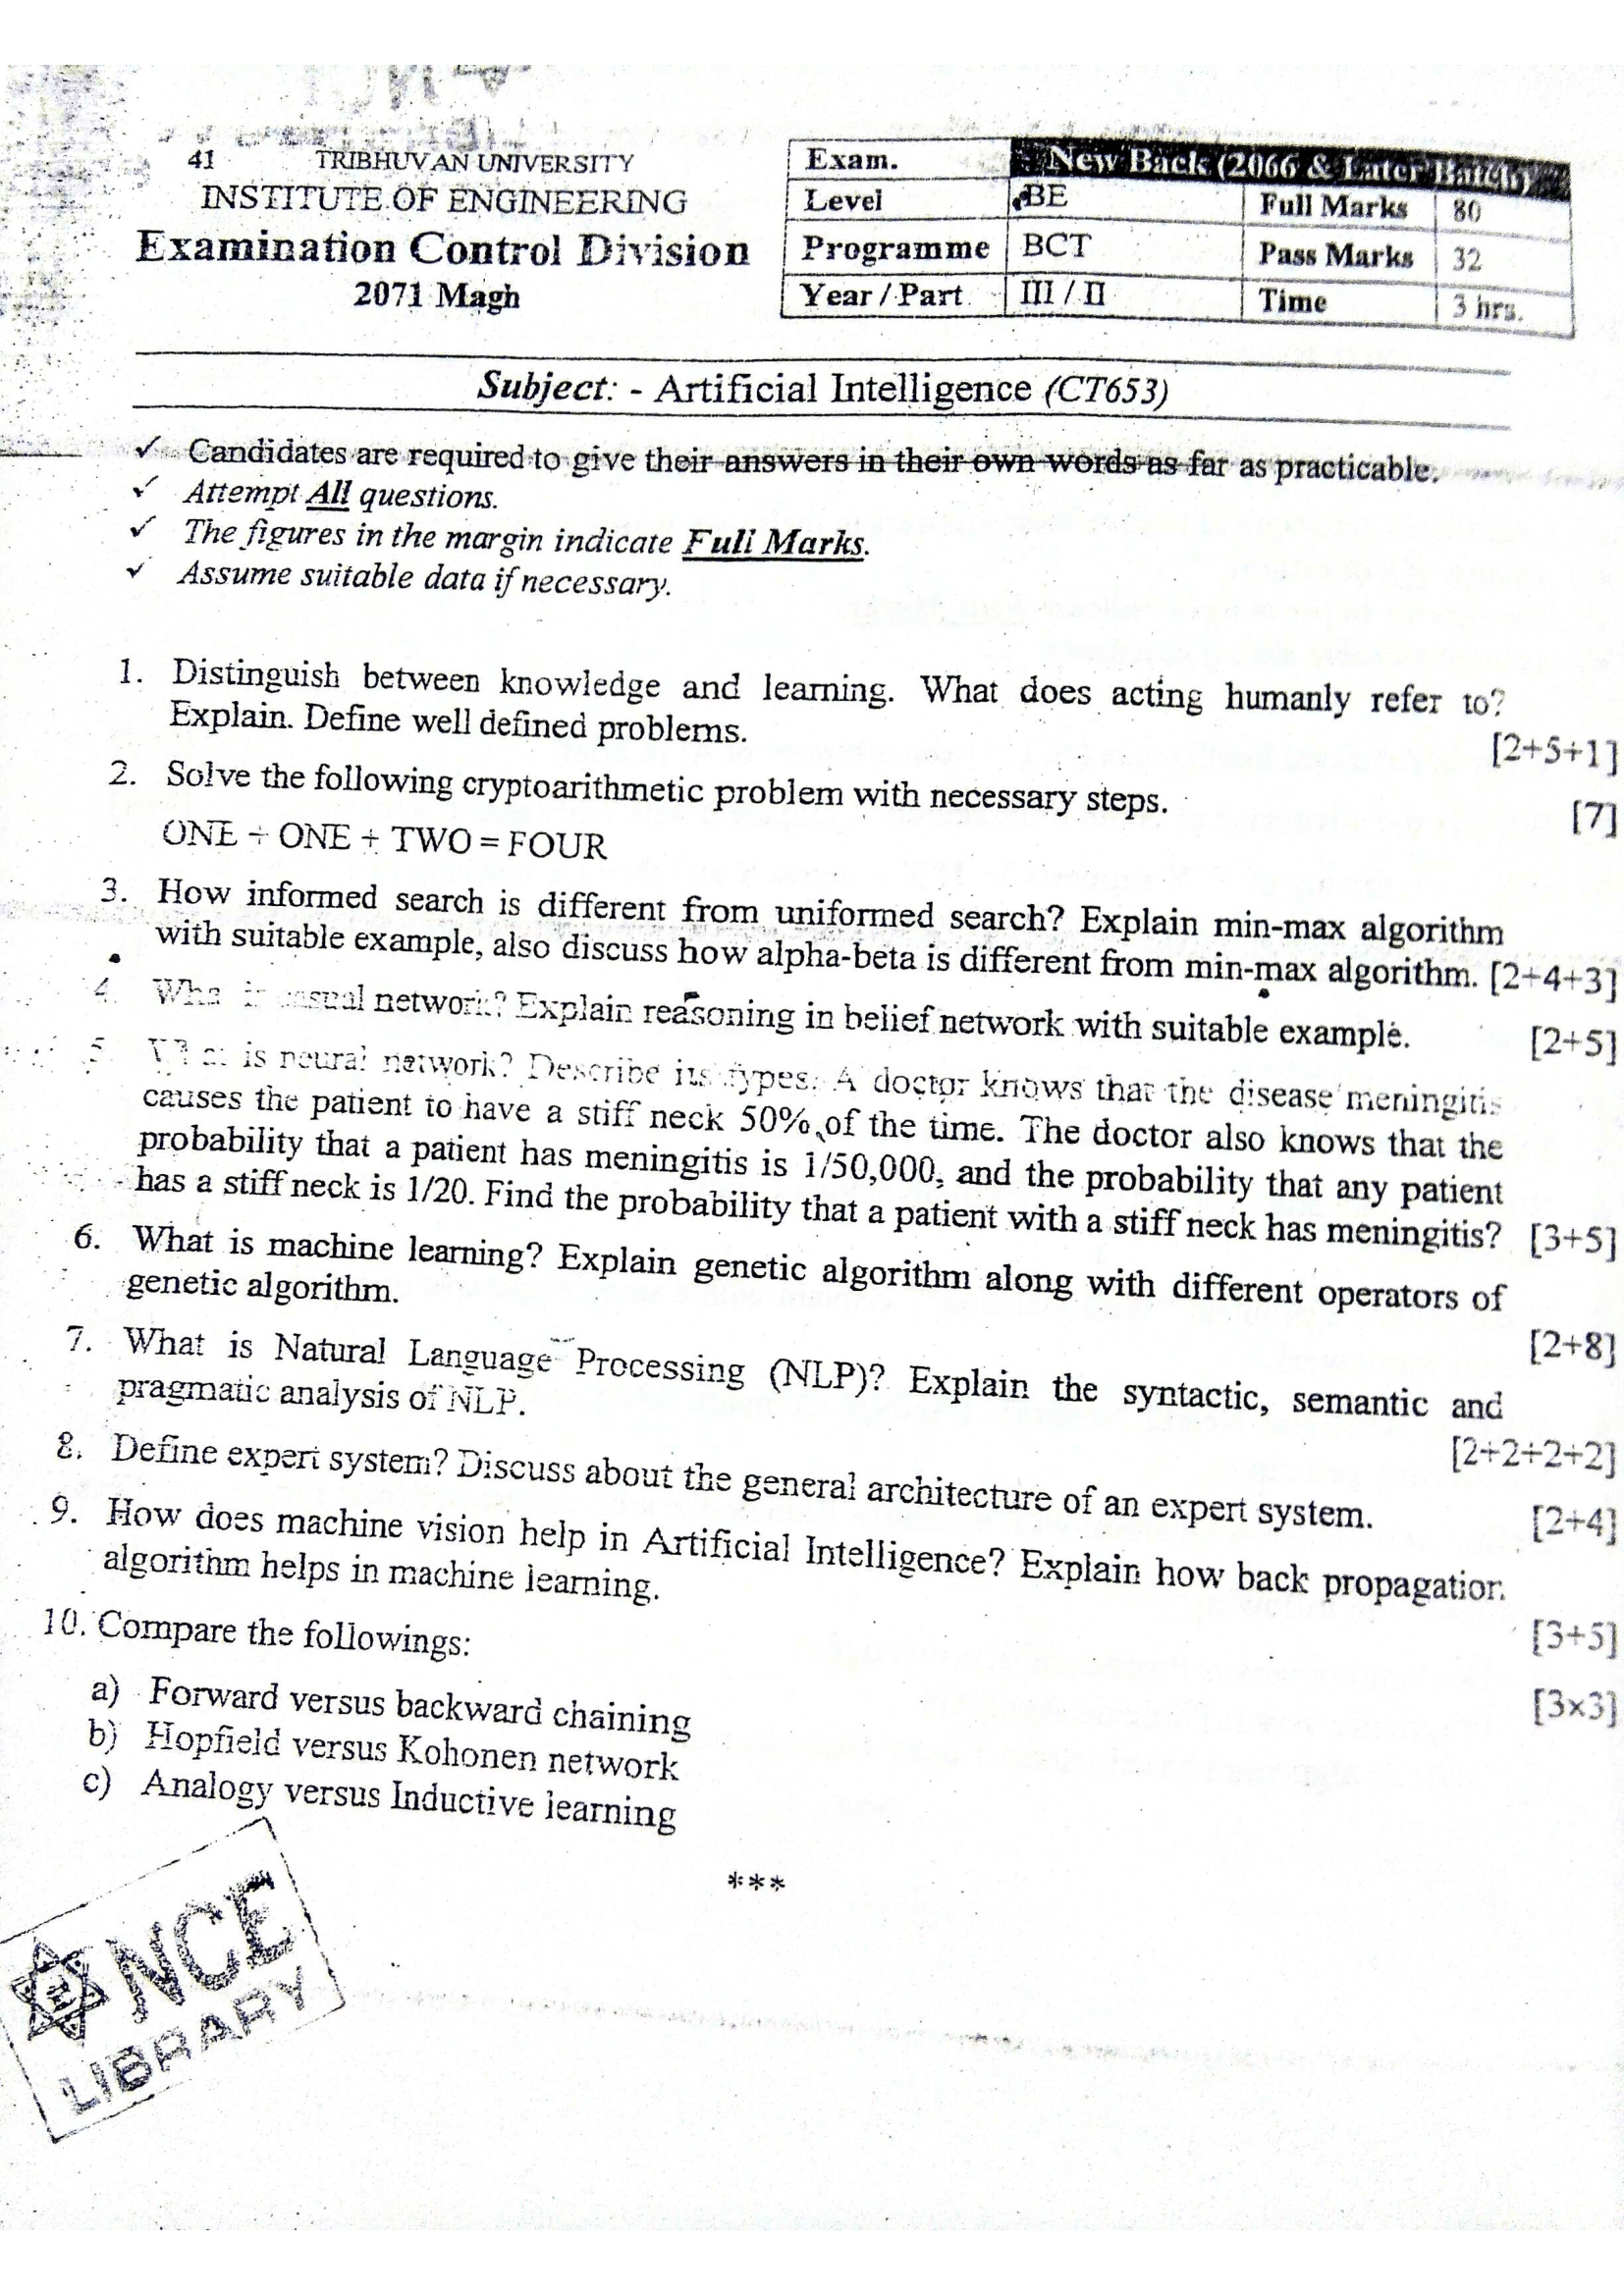 41 TRIBHUVAN UNIVERSITY
INSTITUTE OF ENGINEERING
Examination Control Division
2071 Magh
Exam. New Back (2066 & Later Batch)
Level BE Full Marks 80
Programme BCT Pass Marks 32
Year / Part III / II Time 3 hrs.
Subject: - Artificial Intelligence (CT653)
✓ Candidates are required to give their answers in their own words as far as practicable.
✓ Attempt All questions.
✓ The figures in the margin indicate Full Marks.
✓ Assume suitable data if necessary.
1. Distinguish between knowledge and learning. What does acting humanly refer to?
Explain. Define well defined problems. [2+5+1]
2. Solve the following cryptoarithmetic problem with necessary steps. [7]
ONE + ONE + TWO = FOUR
3. How informed search is different from uniformed search? Explain min-max algorithm
with suitable example, also discuss how alpha-beta is different from min-max algorithm. [2+4+3]
4. network? Explain reasoning in belief network with suitable example. [2+5]
5. What is neural network? Describe its types. A doctor knows that the disease meningitis
causes the patient to have a stiff neck 50% of the time. The doctor also knows that the
probability that a patient has meningitis is 1/50,000, and the probability that any patient
has a stiff neck is 1/20. Find the probability that a patient with a stiff neck has meningitis? [3+5]
6. What is machine learning? Explain genetic algorithm along with different operators of
genetic algorithm. [2+8]
7. What is Natural Language Processing (NLP)? Explain the syntactic, semantic and
pragmatic analysis of NLP. [2+2+2+2]
8. Define expert system? Discuss about the general architecture of an expert system. [2+4]
9. How does machine vision help in Artificial Intelligence? Explain how back propagation
algorithm helps in machine learning. [3+5]
10. Compare the followings: [3×3]
a) Forward versus backward chaining
b) Hopfield versus Kohonen network
c) Analogy versus Inductive learning
***
NCE
LIBRARY